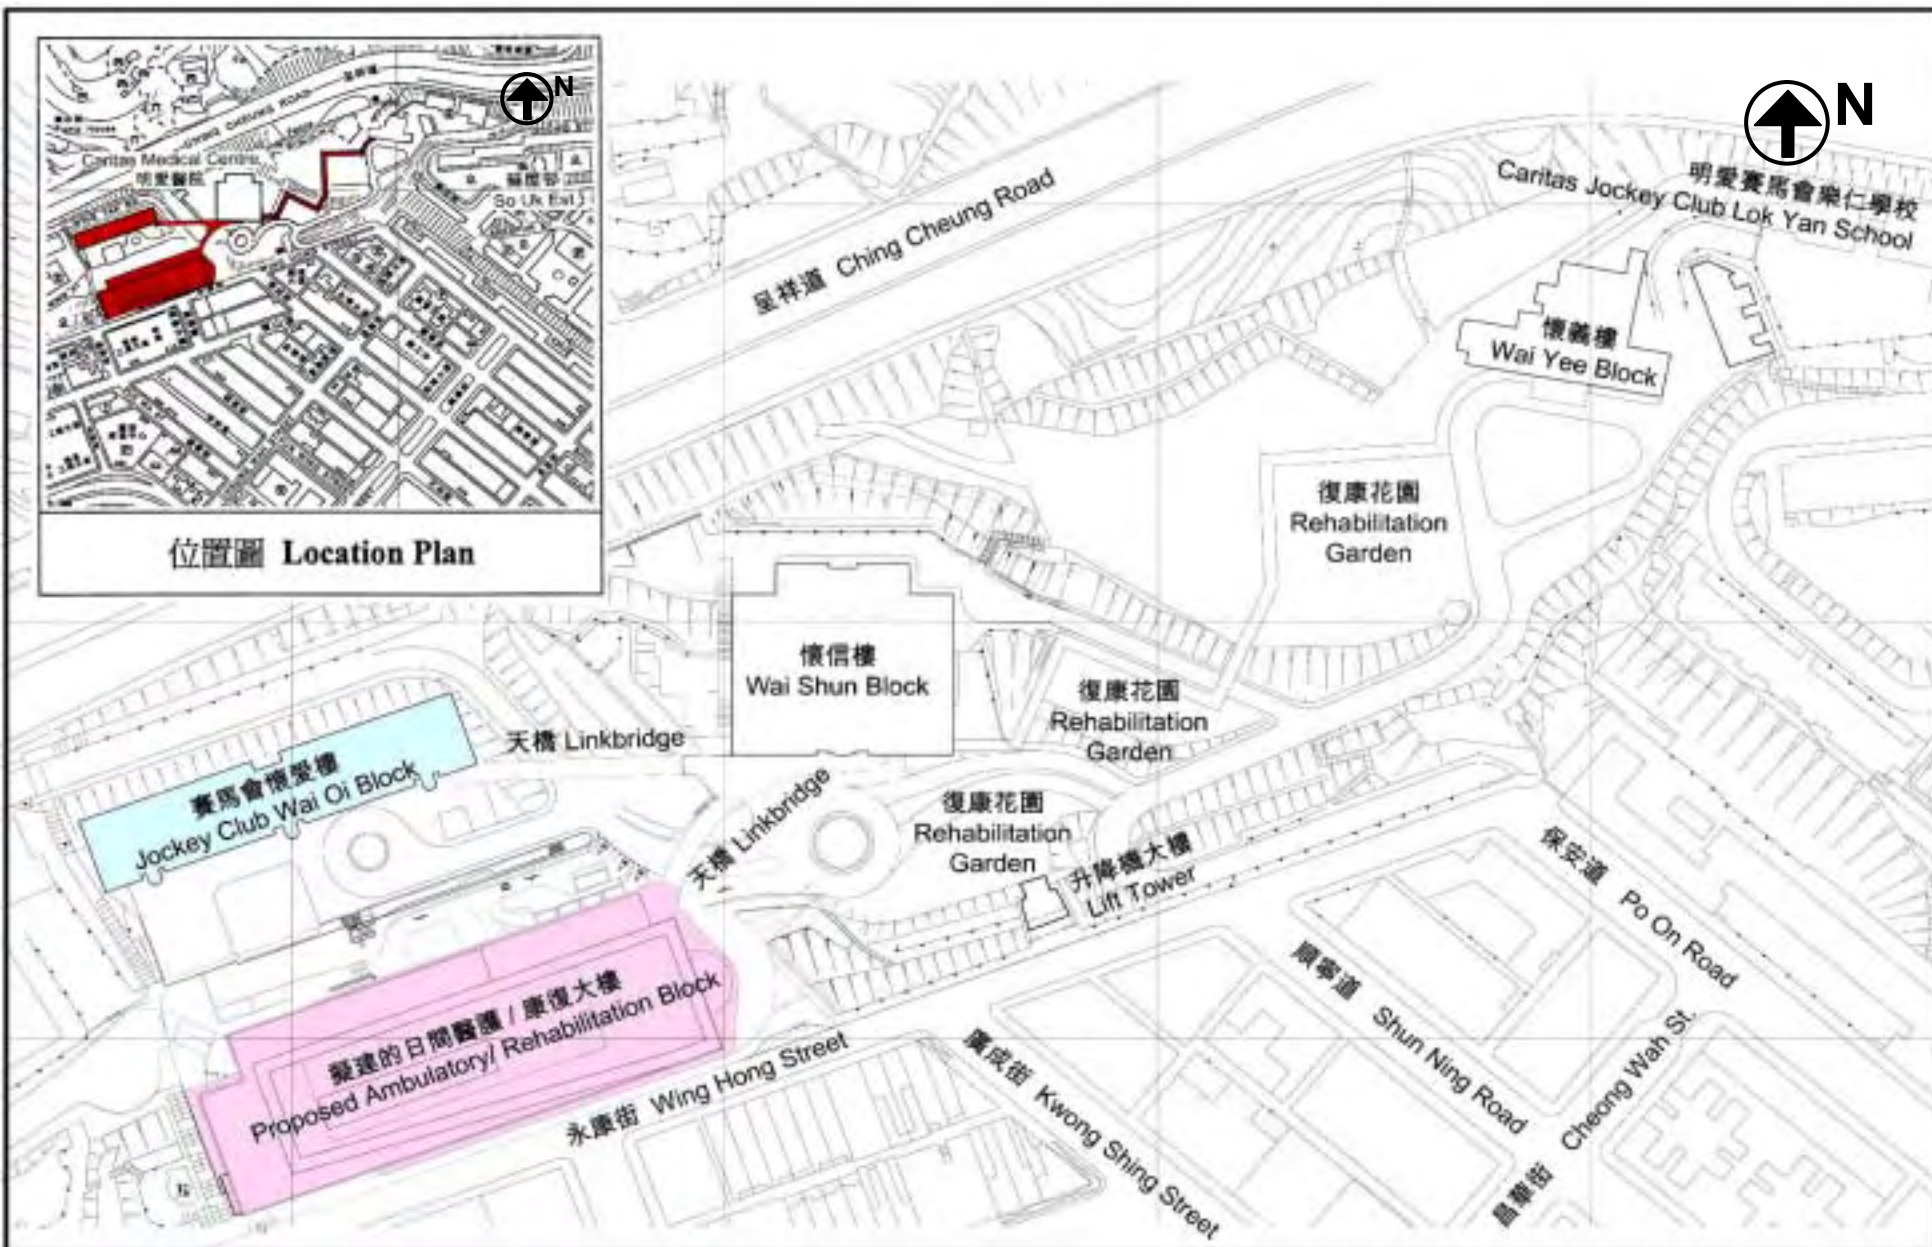 N
CHING CHEUNG ROAD
Caritas Medical Centre
明愛醫院
蘇屋邨
So Uk Est
位置圖 Location Plan
N
明愛賽馬會樂仁學校
Caritas Jockey Club Lok Yan School
呈祥道 Ching Cheung Road
懷義樓
Wai Yee Block
復康花園
Rehabilitation
Garden
懷信樓
Wai Shun Block
復康花園
Rehabilitation
Garden
天橋 Linkbridge
賽馬會懷愛樓
Jockey Club Wai Oi Block
天橋 Linkbridge
復康花園
Rehabilitation
Garden
升降機大樓
Lift Tower
保安道 Po On Road
順寧道 Shun Ning Road
擬建的日間醫護 / 康復大樓
Proposed Ambulatory/ Rehabilitation Block
永康街 Wing Hong Street
廣成街 Kwong Shing Street
昌華街 Cheong Wah St.